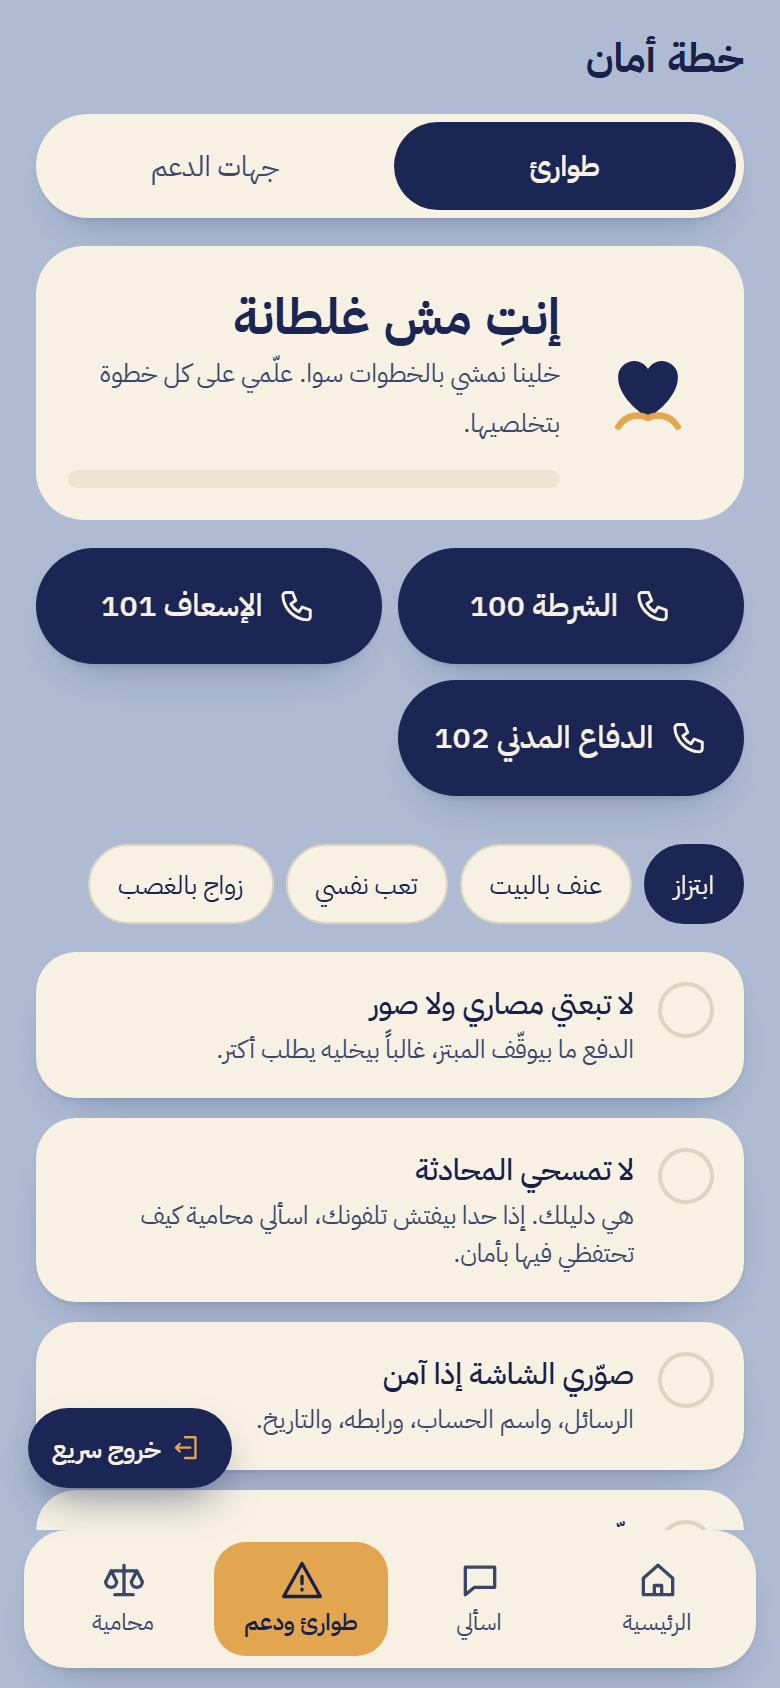 خطة أمان
طوارئ
جهات الدعم
إنتِ مش غلطانة
خلينا نمشي بالخطوات سوا. علّمي على كل خطوة
بتخلصيها.
الشرطة 100
الإسعاف 101
الدفاع المدني 102
ابتزاز
عنف بالبيت
تعب نفسي
زواج بالغصب
لا تبعتي مصاري ولا صور
الدفع ما بيوقّف المبتز، غالباً بيخليه يطلب أكتر.
لا تمسحي المحادثة
هي دليلك. إذا حدا بيفتش تلفونك، اسألي محامية كيف
تحتفظي فيها بأمان.
صوّري الشاشة إذا آمن
الرسائل، واسم الحساب، ورابطه، والتاريخ.
خروج سريع
الرئيسية
اسألي
طوارئ ودعم
محامية